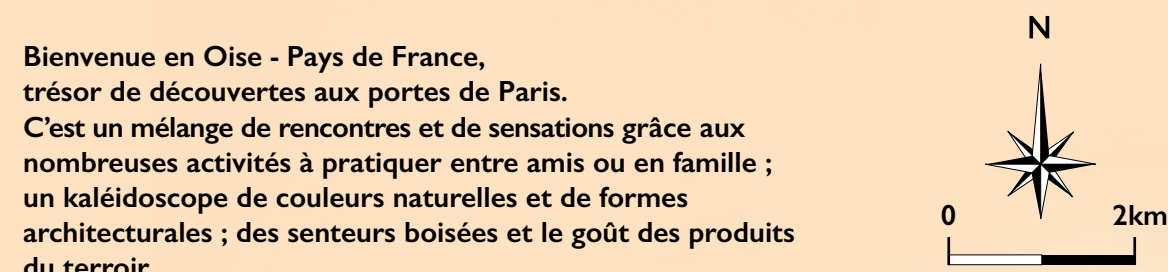 N
Bienvenue en Oise - Pays de France,
trésor de découvertes aux portes de Paris.
C’est un mélange de rencontres et de sensations grâce aux
nombreuses activités à pratiquer entre amis ou en famille ;
un kaléidoscope de couleurs naturelles et de formes
architecturales ; des senteurs boisées et le goût des produits
du terroir
0 2km